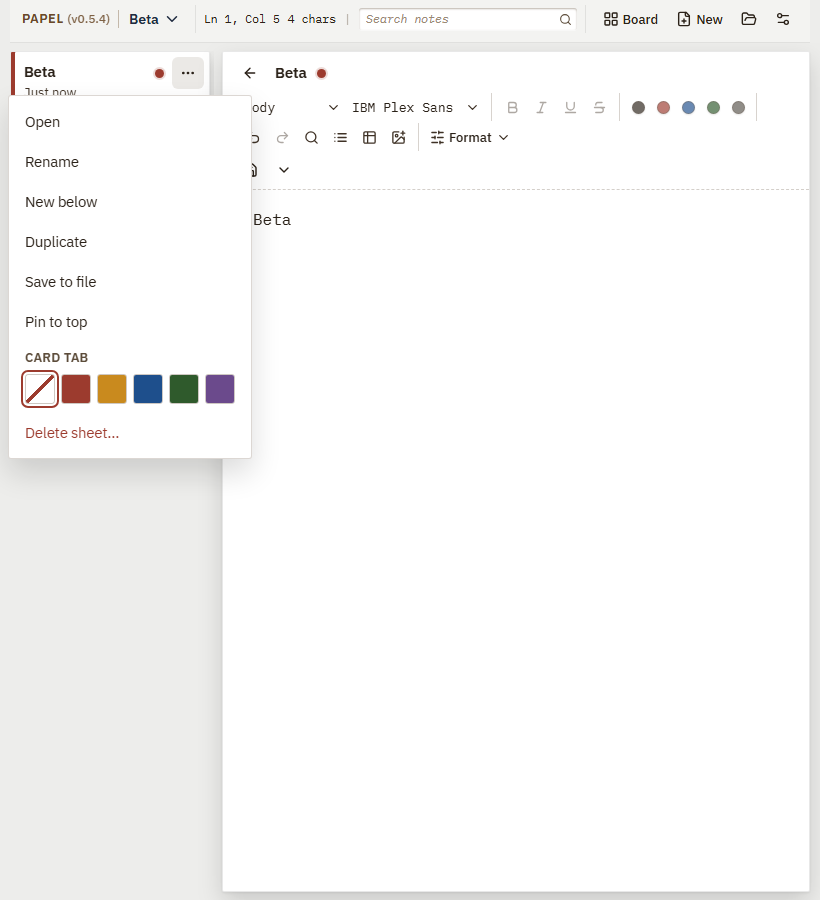 PAPEL (v0.5.4) Beta Ln 1, Col 5 4 chars | Search notes Board New
Beta
Just now
Open
Rename
New below
Duplicate
Save to file
Pin to top
CARD TAB
Delete sheet...
Beta
ody IBM Plex Sans B I U S
Format
Beta